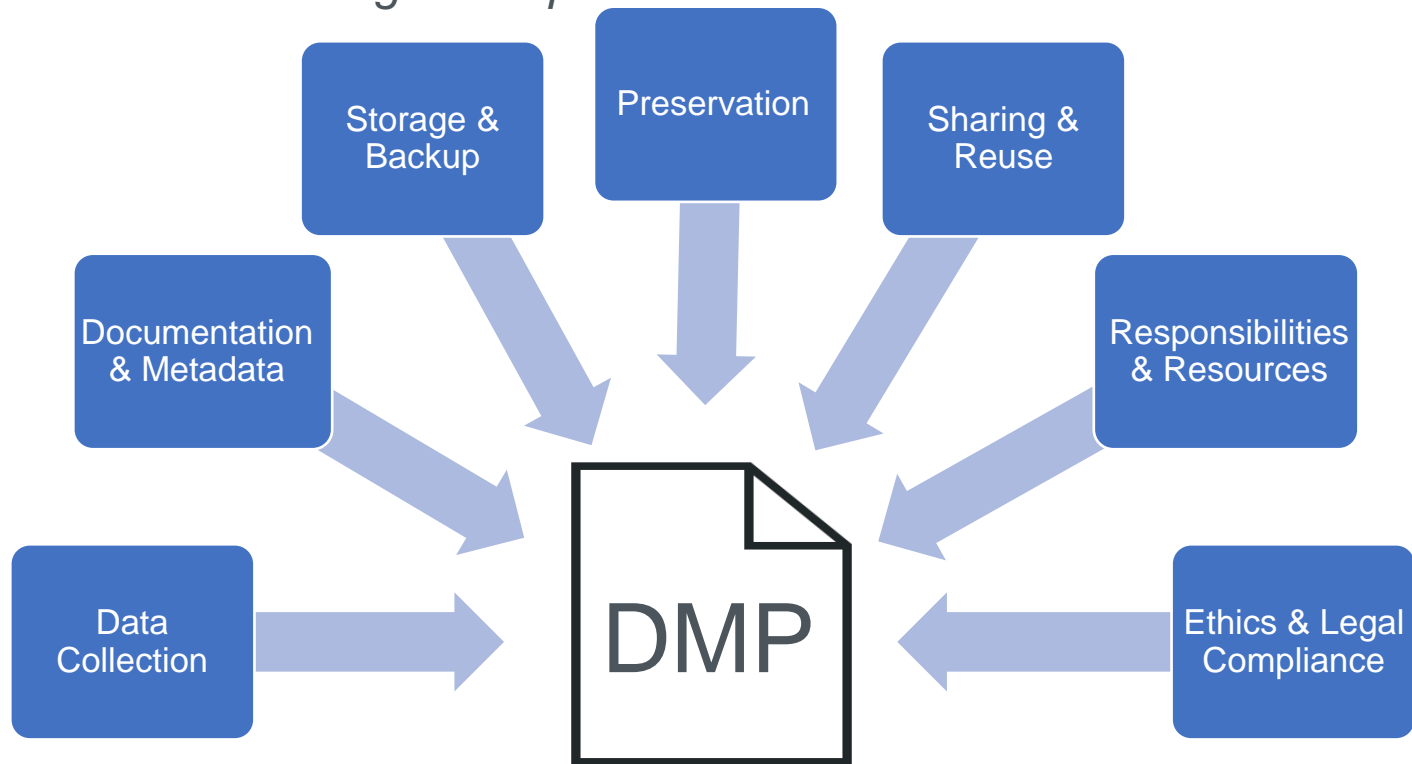 Preservation
Storage &
Backup
Sharing &
Reuse
Documentation
& Metadata
Responsibilities
& Resources
Data
Collection
DMP
Ethics & Legal
Compliance